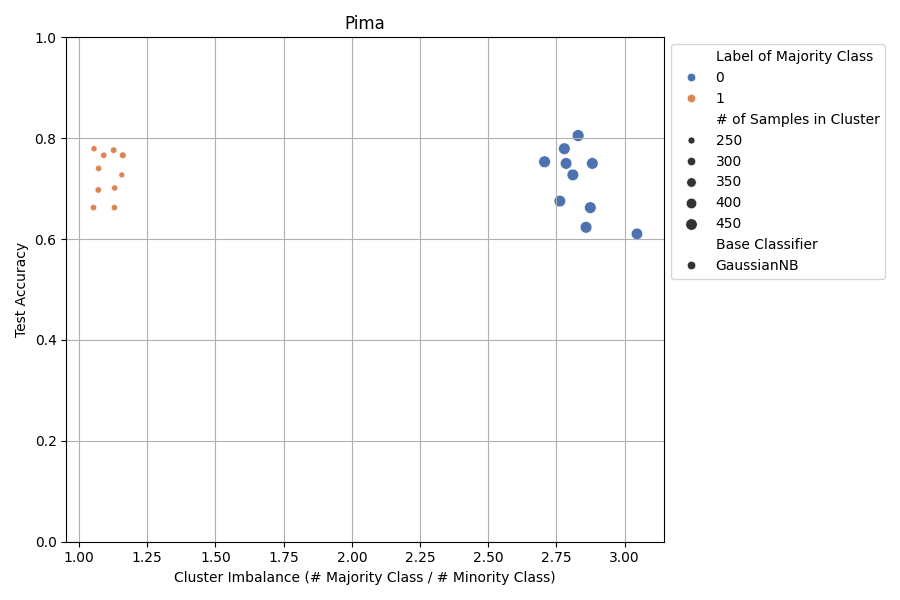 Pima
1.0
0.8
0.6
0.4
0.2
0.0
Test Accuracy
1.00 1.25 1.50 1.75 2.00 2.25 2.50 2.75 3.00
Cluster Imbalance (# Majority Class / # Minority Class)
Label of Majority Class
0
1
# of Samples in Cluster
250
300
350
400
450
Base Classifier
GaussianNB